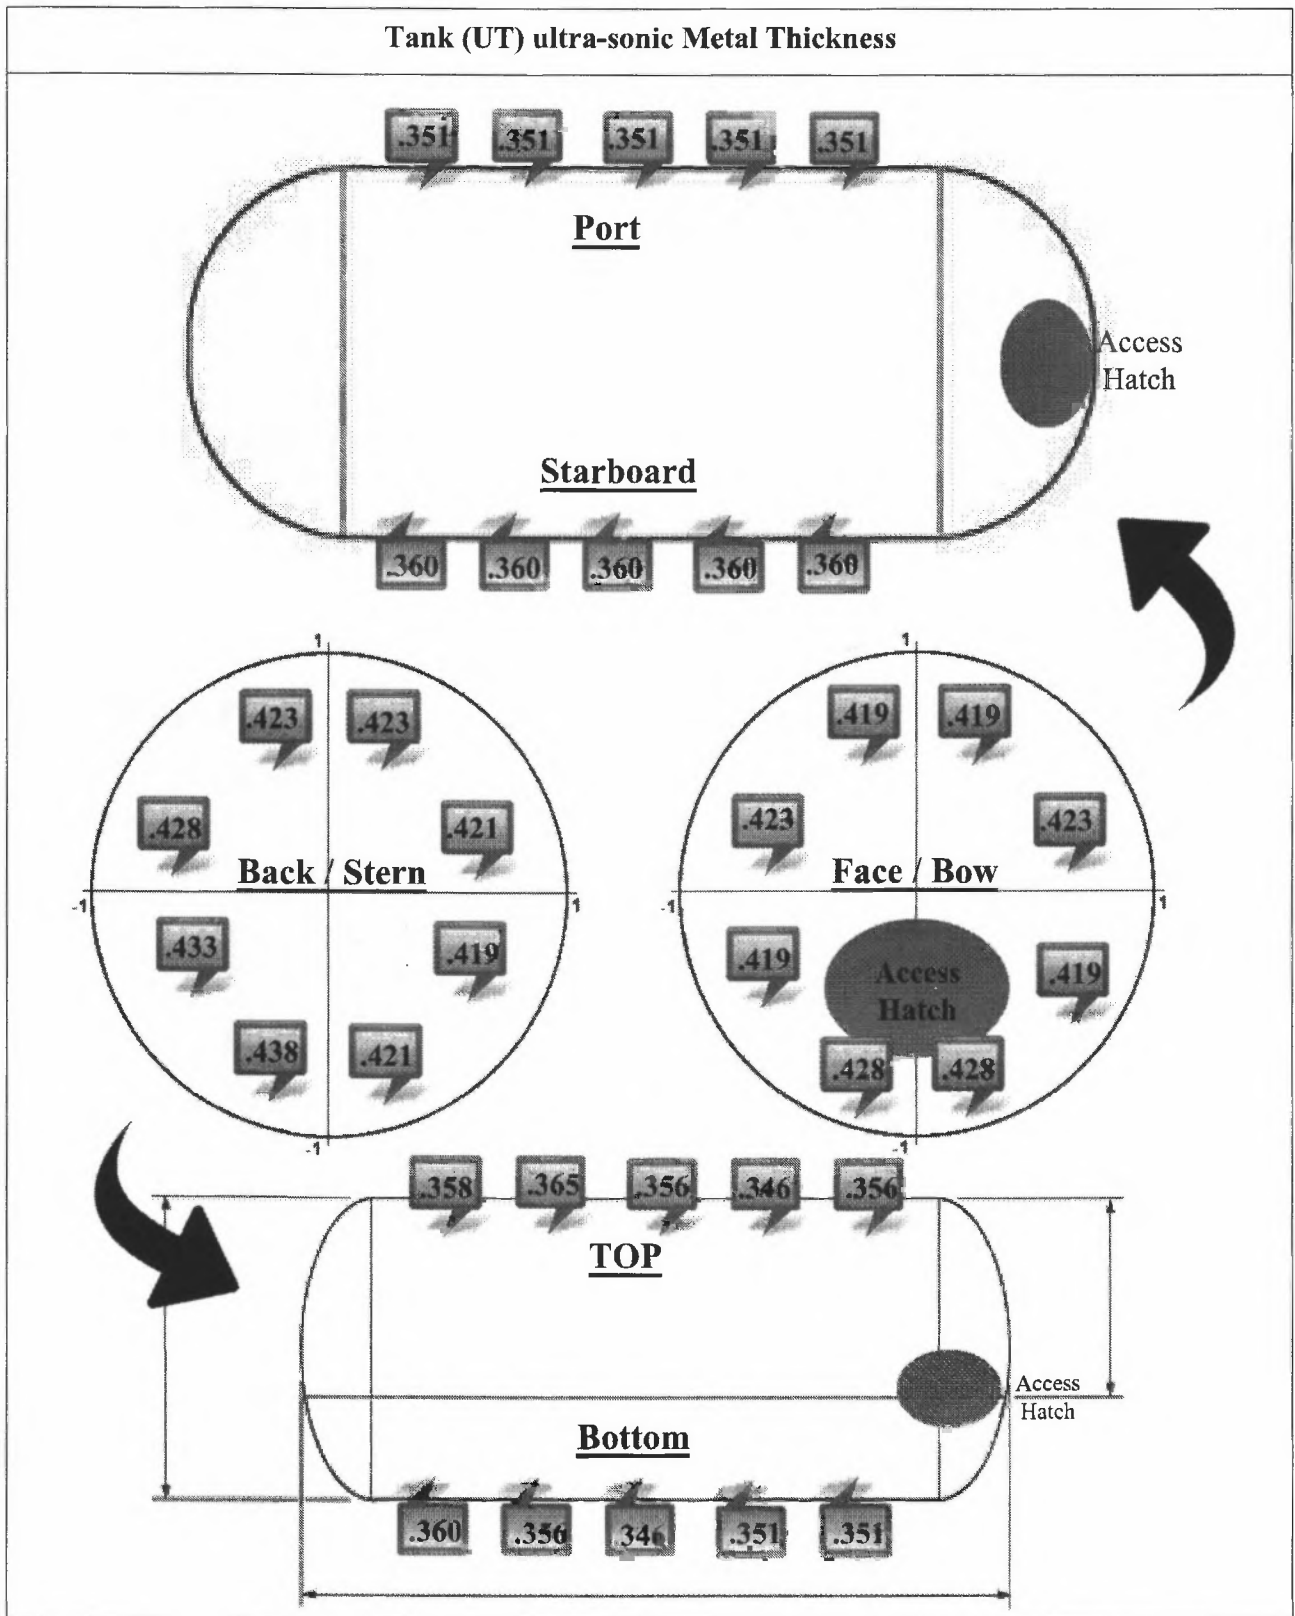 Tank (UT) ultra-sonic Metal Thickness
.351 .351 .351 .351 .351
Port
Access
Hatch
Starboard
.360 .360 .360 .360 .360
1
.423 .423
.428 .421
Back / Stern
-1 1
.433 .419
.438 .421
-1
1
.419 .419
.423 .423
Face / Bow
-1 1
.419 .419
Access
Hatch
.428 .428
-1
.358 .365 .356 .346 .356
TOP
Access
Hatch
Bottom
.360 .356 .346 .351 .351